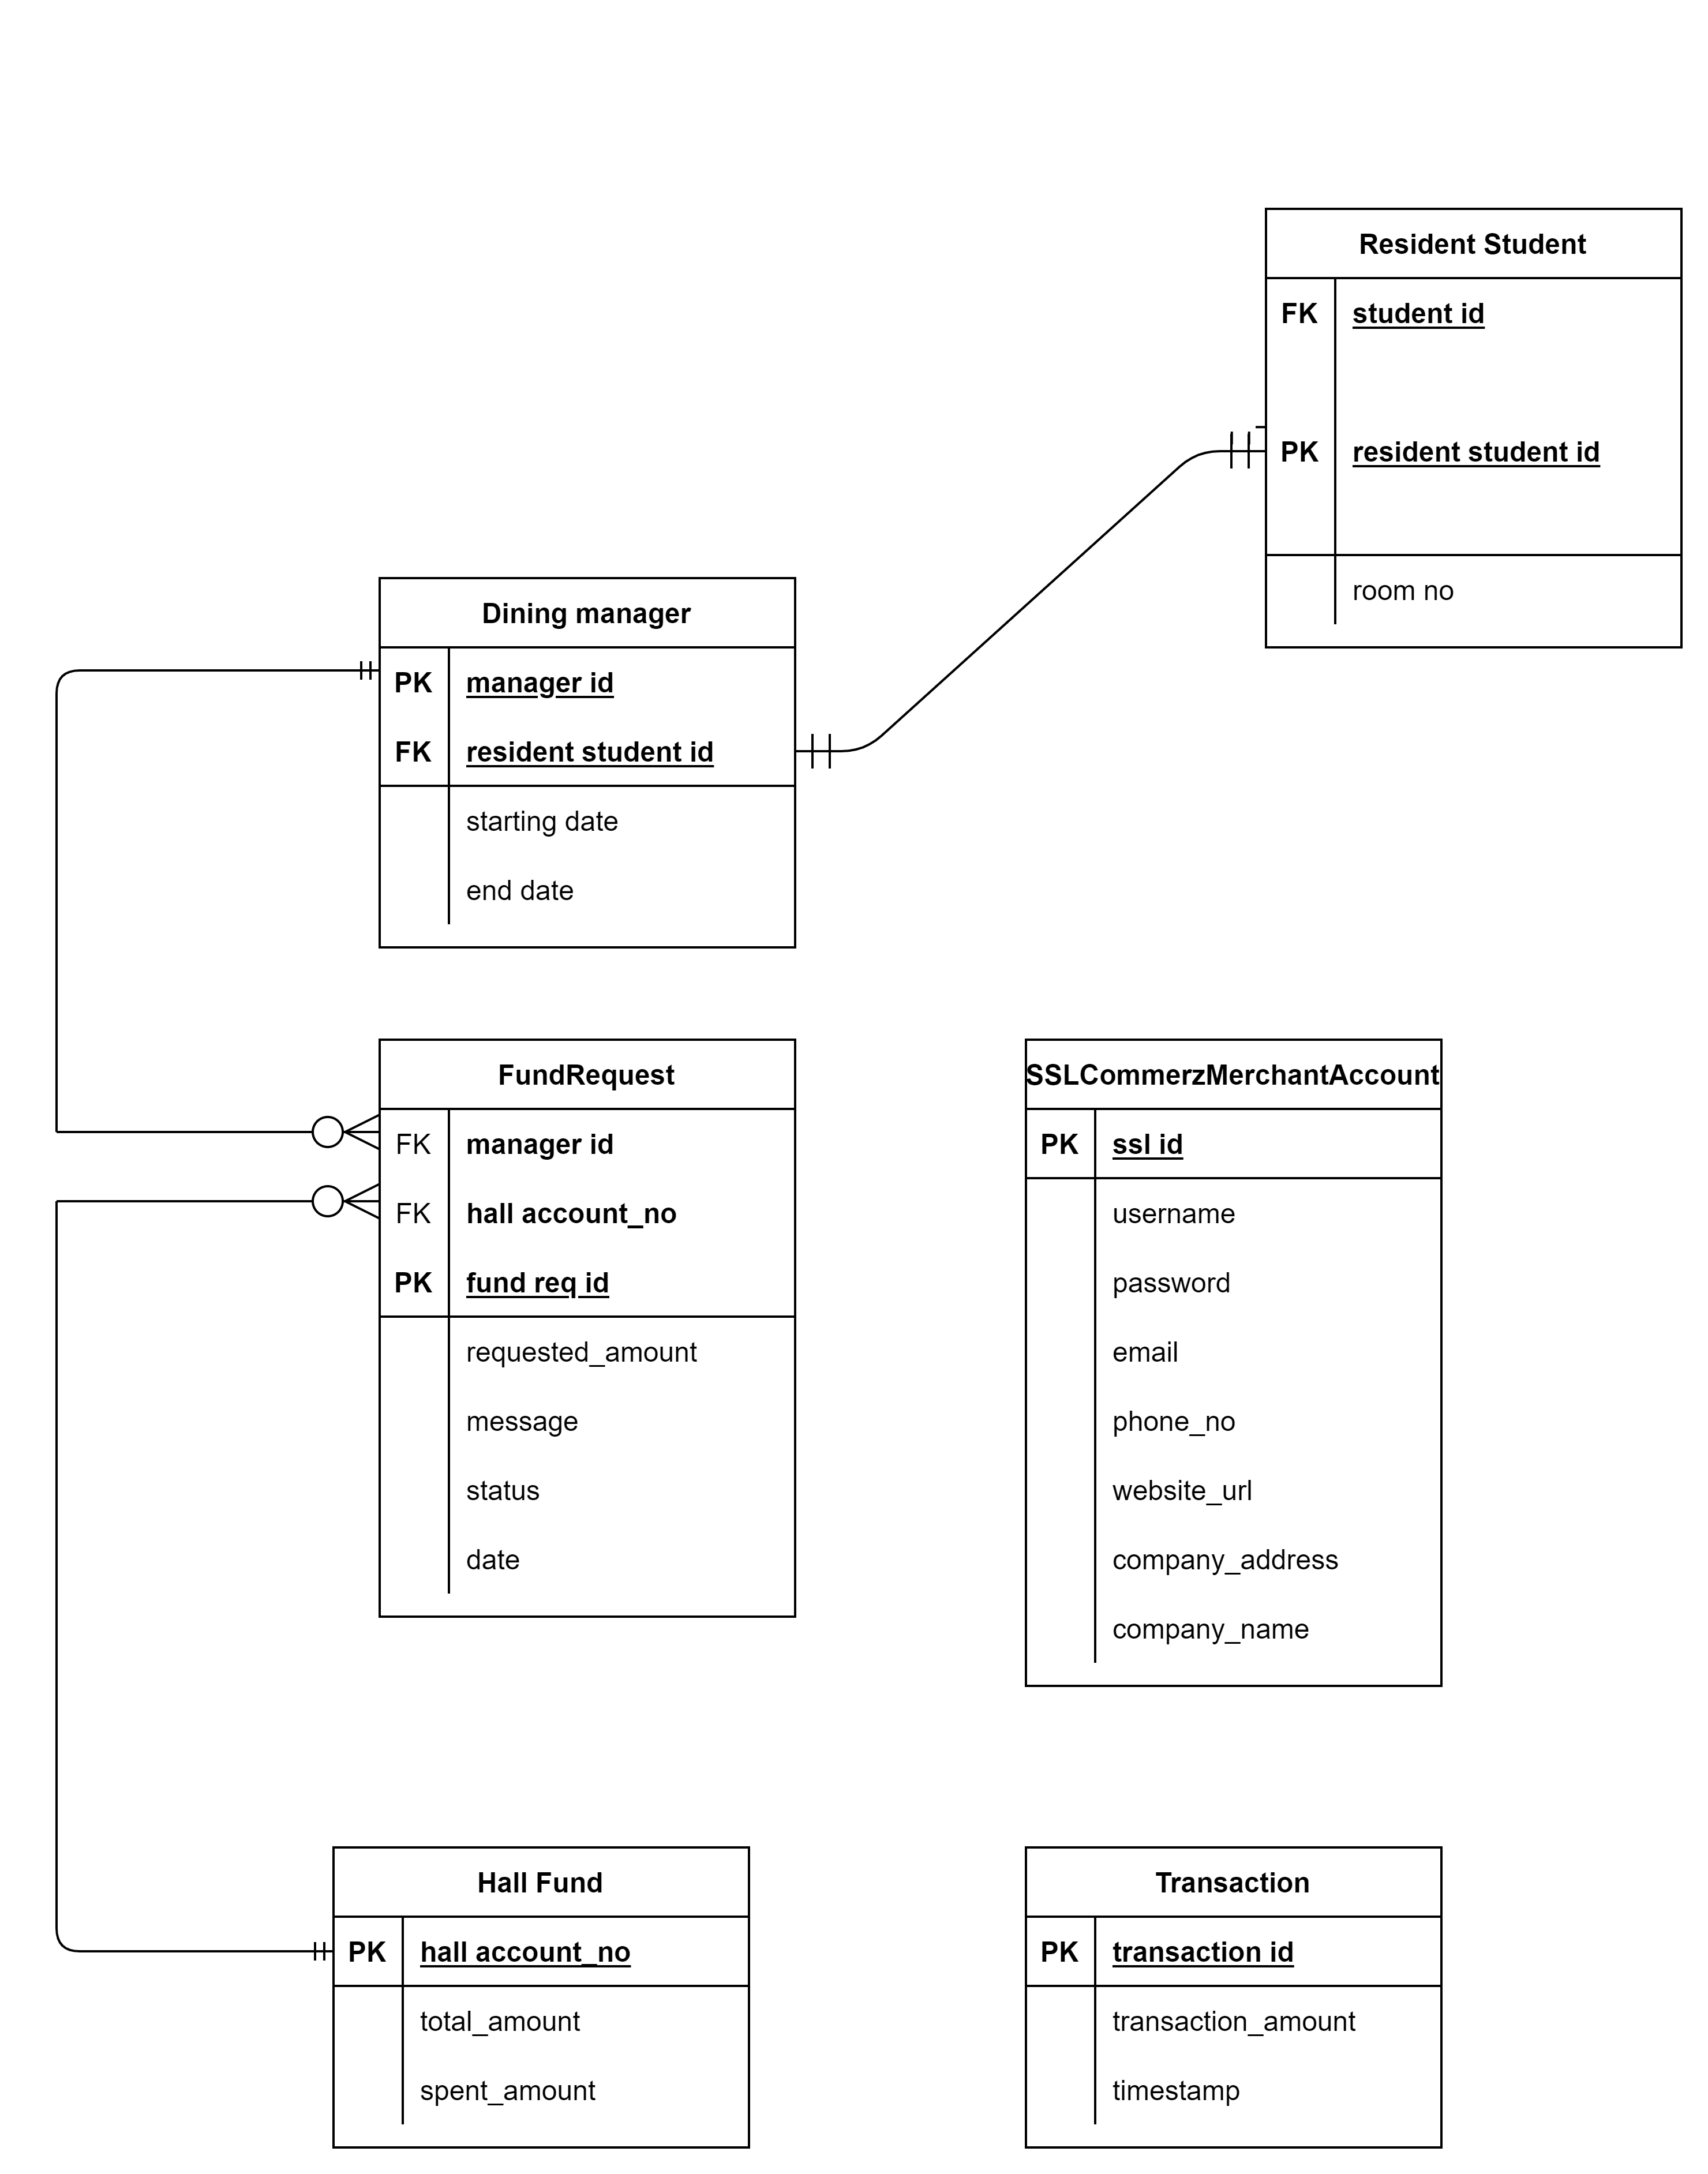 Resident Student
FK student id
PK resident student id
room no
Dining manager
PK manager id
FK resident student id
starting date
end date
FundRequest
FK manager id
FK hall account_no
PK fund req id
requested_amount
message
status
date
SSLCommerzMerchantAccount
PK ssl id
username
password
email
phone_no
website_url
company_address
company_name
Hall Fund
PK hall account_no
total_amount
spent_amount
Transaction
PK transaction id
transaction_amount
timestamp